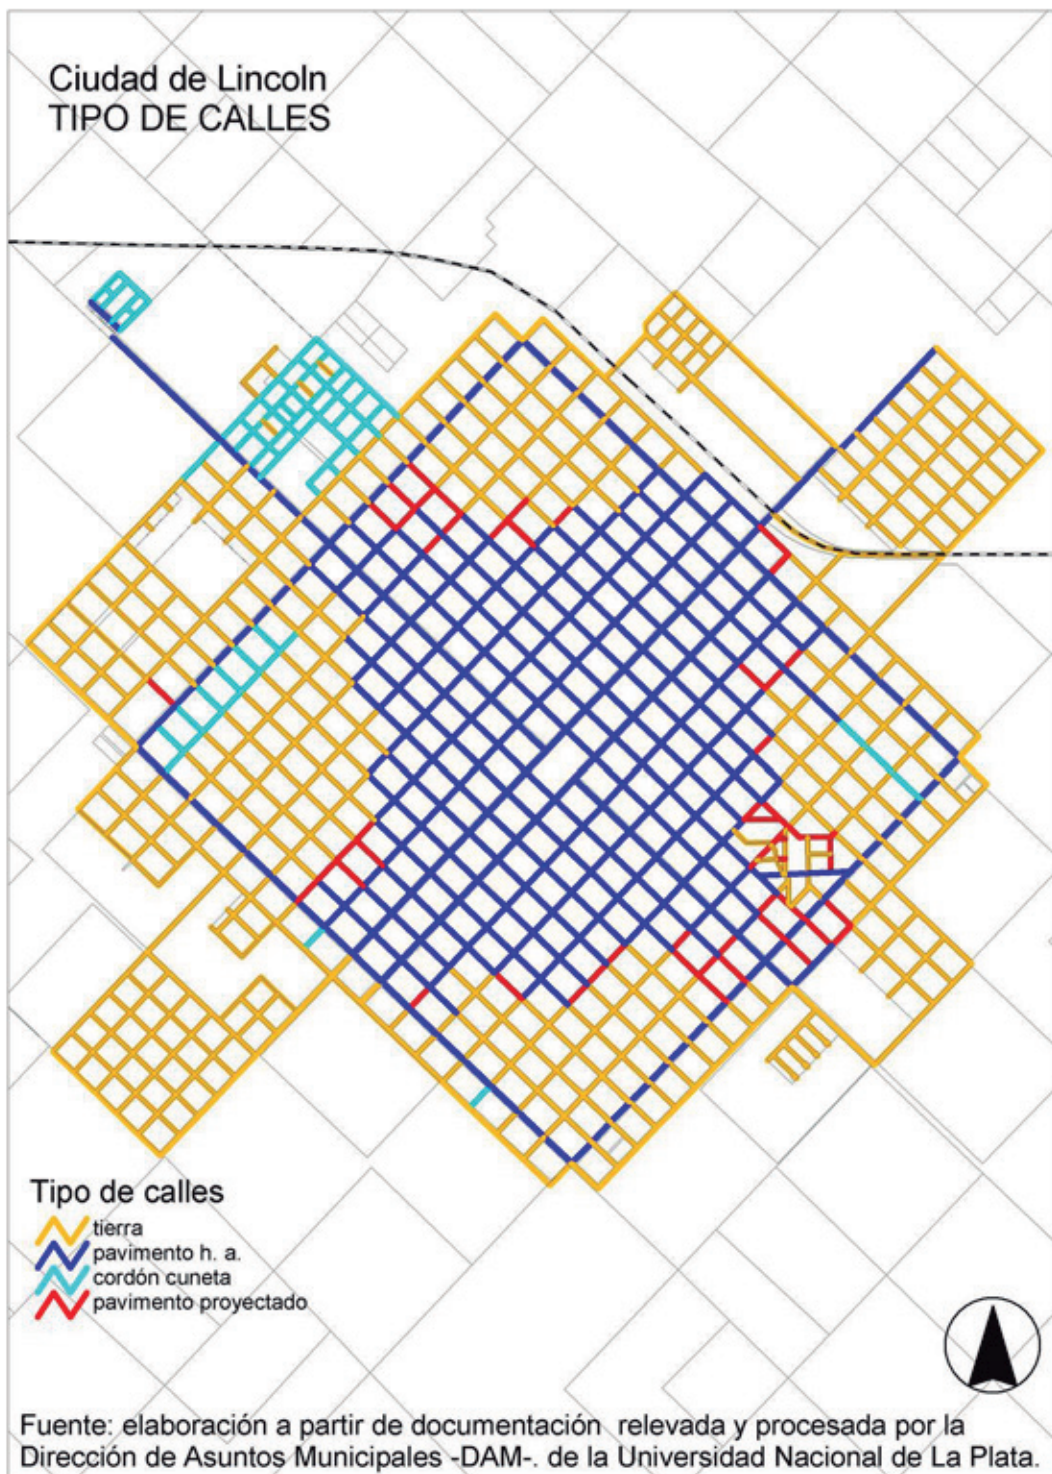 Ciudad de Lincoln
TIPO DE CALLES
Tipo de calles
tierra
pavimento h. a.
cordón cuneta
pavimento proyectado
Fuente: elaboración a partir de documentación relevada y procesada por la
Dirección de Asuntos Municipales -DAM-. de la Universidad Nacional de La Plata.